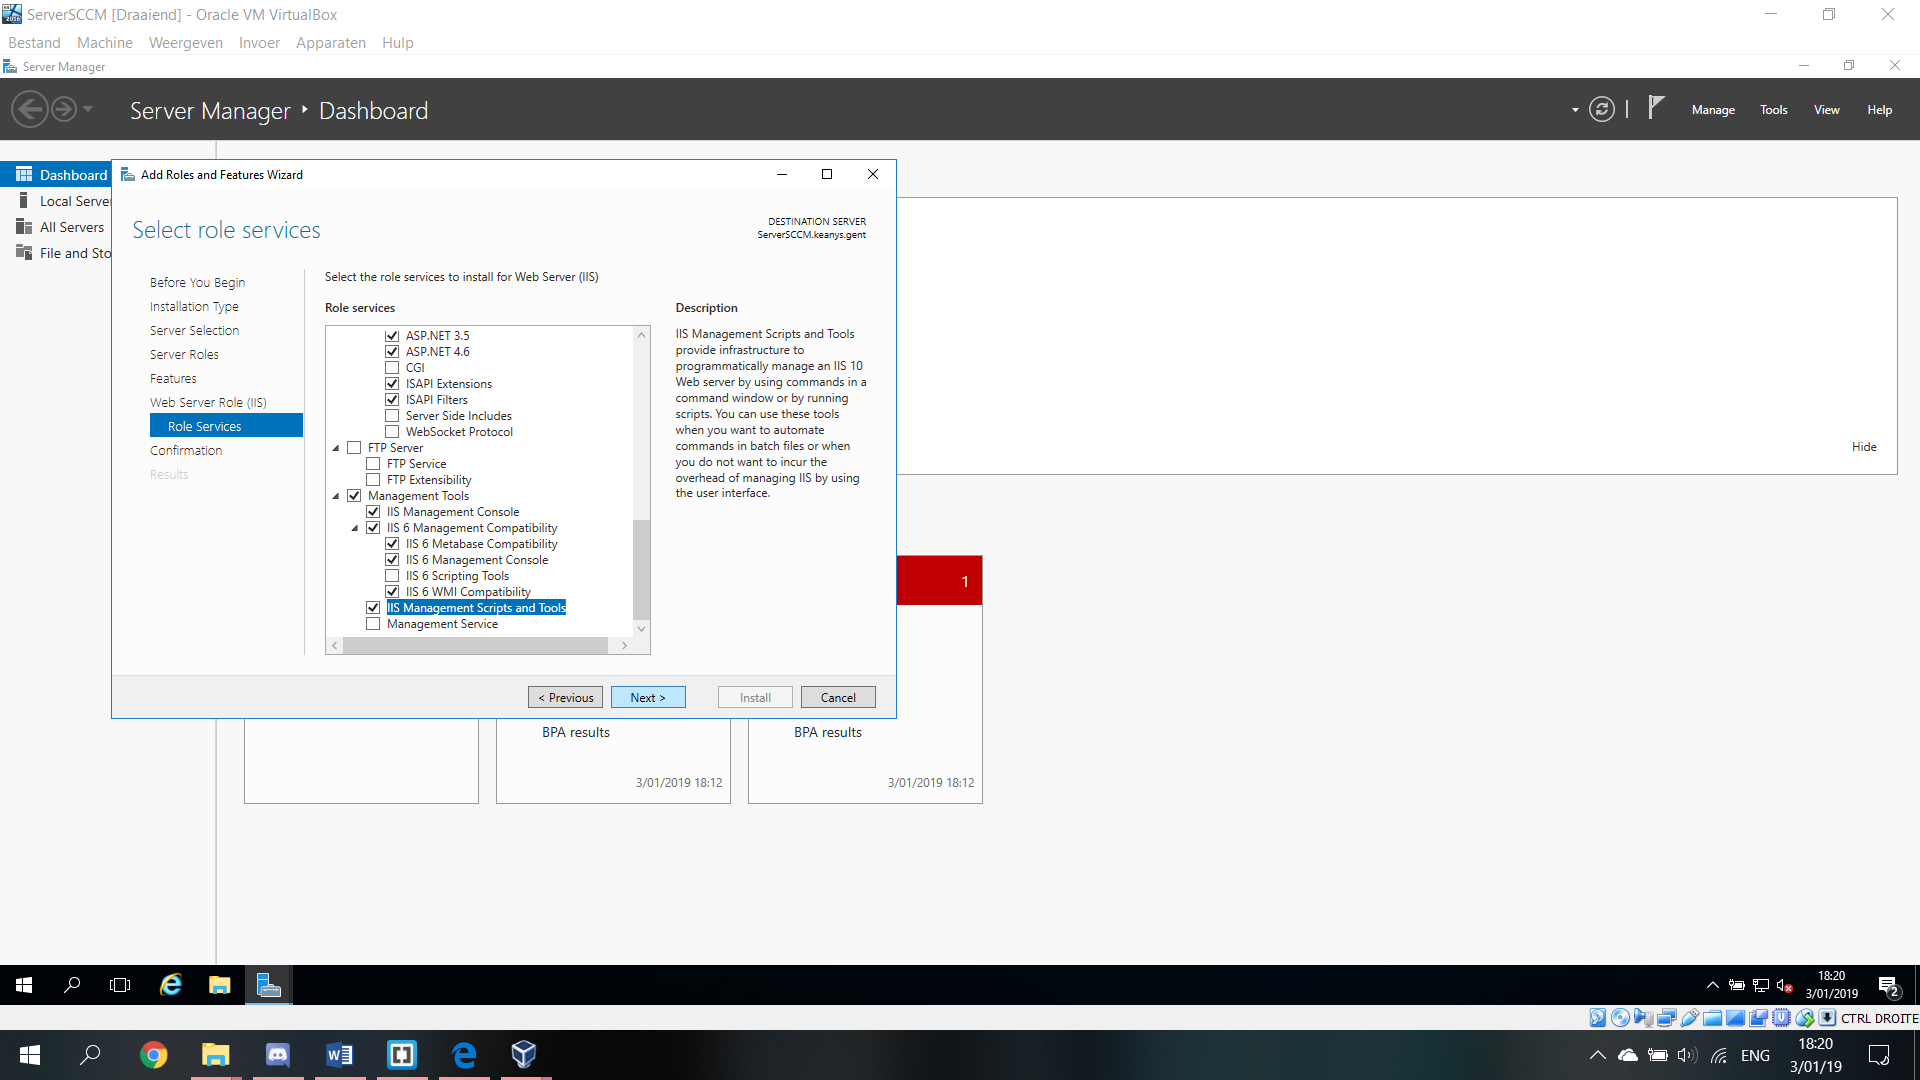 ServerSCCM [Draaiend] - Oracle VM VirtualBox
Bestand Machine Weergeven Invoer Apparaten Hulp
Server Manager
Server Manager Dashboard
Manage Tools View Help
Dashboard
Local Server
All Servers
File and Sto
Add Roles and Features Wizard
Select role services
DESTINATION SERVER
ServerSCCM.keanys.gent
Before You Begin
Installation Type
Server Selection
Server Roles
Features
Web Server Role (IIS)
Role Services
Confirmation
Results
Select the role services to install for Web Server (IIS)
Role services
ASP.NET 3.5
ASP.NET 4.6
CGI
ISAPI Extensions
ISAPI Filters
Server Side Includes
WebSocket Protocol
FTP Server
FTP Service
FTP Extensibility
Management Tools
IIS Management Console
IIS 6 Management Compatibility
IIS 6 Metabase Compatibility
IIS 6 Management Console
IIS 6 Scripting Tools
IIS 6 WMI Compatibility
IIS Management Scripts and Tools
Management Service
Description
IIS Management Scripts and Tools
provide infrastructure to
programmatically manage an IIS 10
Web server by using commands in a
command window or by running
scripts. You can use these tools
when you want to automate
commands in batch files or when
you do not want to incur the
overhead of managing IIS by using
the user interface.
< Previous Next > Install Cancel
Hide
1
BPA results
3/01/2019 18:12
BPA results
3/01/2019 18:12
18:20
3/01/2019
2
CTRL DROITE
ENG
18:20
3/01/19